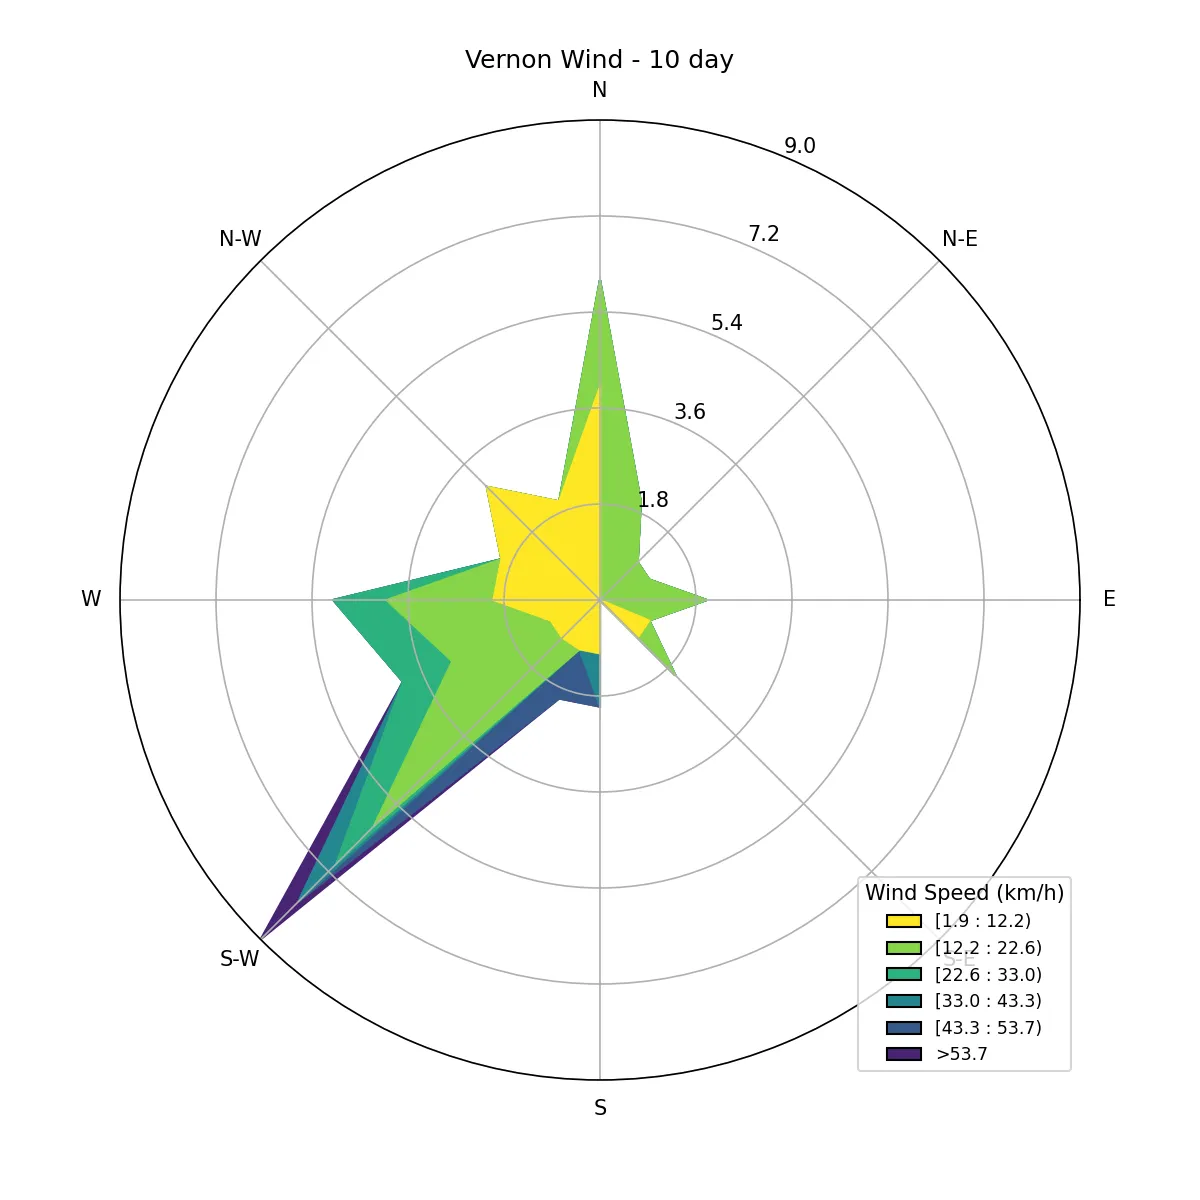 Vernon Wind - 10 day
N
9.0
N-W
7.2
N-E
5.4
3.6
1.8
W
E
S-W
S-E
S
Wind Speed (km/h)
[1.9 : 12.2)
[12.2 : 22.6)
[22.6 : 33.0)
[33.0 : 43.3)
[43.3 : 53.7)
>53.7